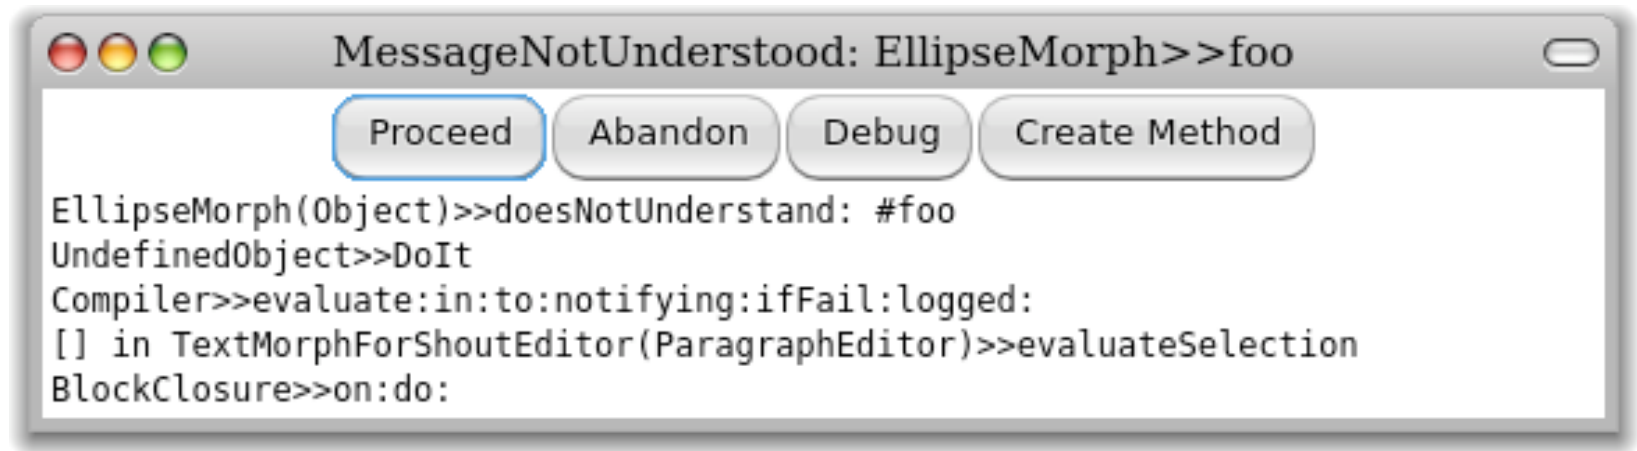 MessageNotUnderstood: EllipseMorph>>foo
Proceed Abandon Debug Create Method
EllipseMorph(Object)>>doesNotUnderstand: #foo
UndefinedObject>>DoIt
Compiler>>evaluate:in:to:notifying:ifFail:logged:
[] in TextMorphForShoutEditor(ParagraphEditor)>>evaluateSelection
BlockClosure>>on:do: